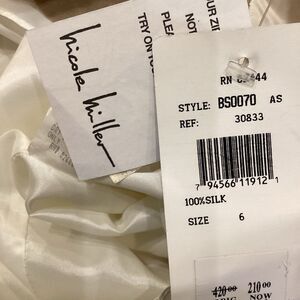 nicole miller
UR ZI
NOT
PLEA
TRY ON
RN
STYLE: BS0070 AS
REF: 30833
7 94566 11912 1
100%SILK
SIZE 6
420 00 210 00
ORIG NOW